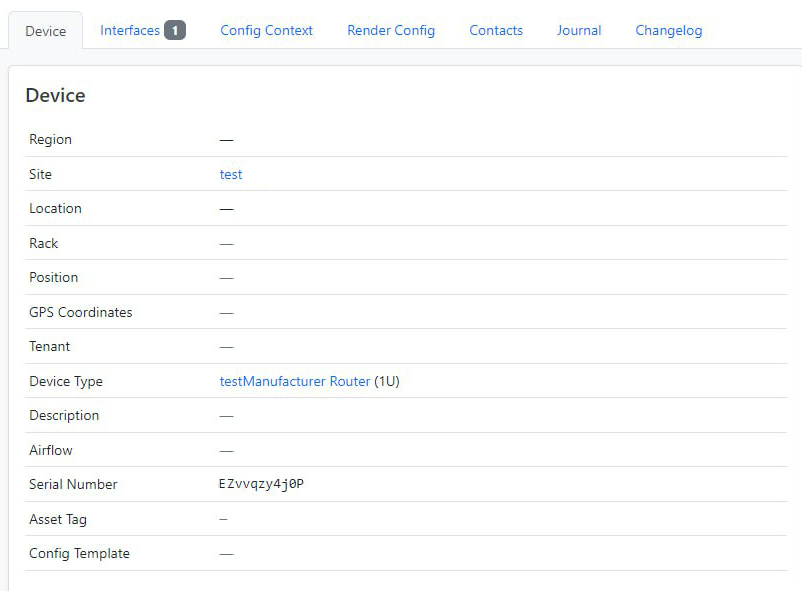 Device Interfaces 1 Config Context Render Config Contacts Journal Changelog
Device
Region —
Site test
Location —
Rack —
Position —
GPS Coordinates —
Tenant —
Device Type testManufacturer Router (1U)
Description —
Airflow —
Serial Number EZvvqzy4j0P
Asset Tag –
Config Template —